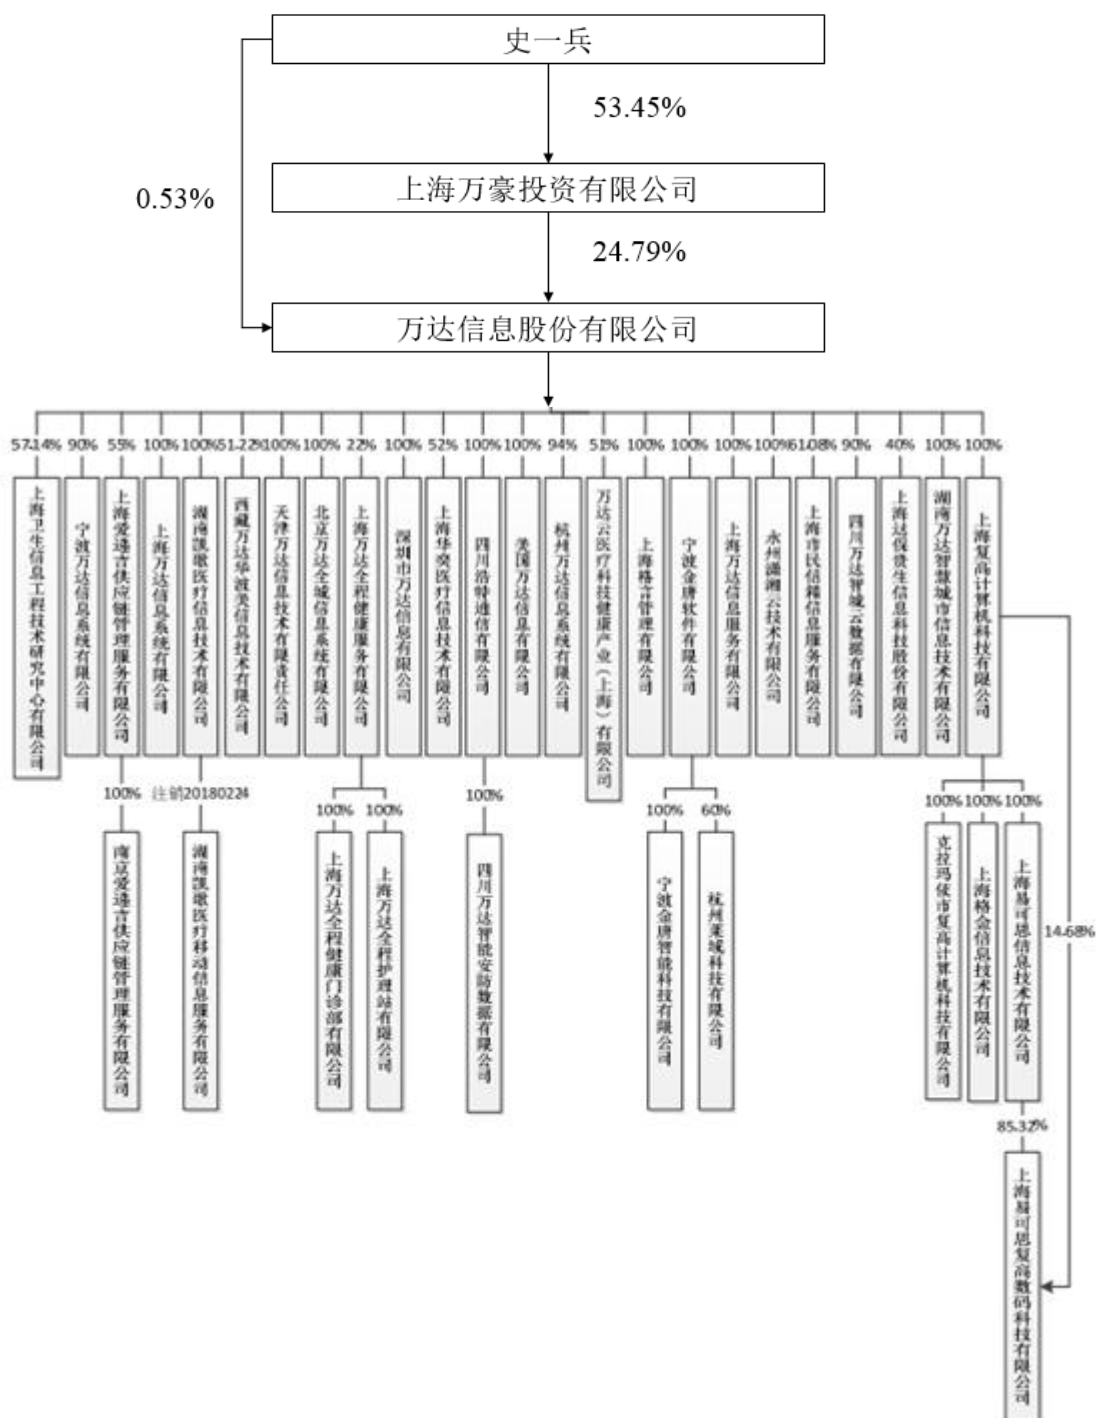 史一兵
53.45%
0.53%
上海万豪投资有限公司
24.79%
万达信息股份有限公司
57.14%
90%
55%
100%
100%
51.22%
100%
100%
22%
100%
52%
100%
100%
94%
51%
100%
100%
100%
100%
61.08%
90%
40%
100%
100%
上海卫生信息工程技术研究中心有限公司
宁波万达信息系统有限公司
上海爱递吉供应链管理服务有限公司
上海万达信息系统有限公司
湖南凯歌医疗信息技术有限公司
西藏万达华波美信息技术有限公司
天津万达信息技术有限责任公司
北京万达全城信息系统有限公司
上海万达全程健康服务有限公司
深圳市万达信息有限公司
上海华奕医疗信息技术有限公司
四川浩特通信有限公司
美国万达信息有限公司
杭州万达信息系统有限公司
万达云医疗科技健康产业（上海）有限公司
上海格言管理有限公司
宁波金唐软件有限公司
上海万达信息服务有限公司
永州潇湘云技术有限公司
上海市民信箱信息服务有限公司
四川万达智城云数据有限公司
上海达保贵生信息科技股份有限公司
湖南万达智慧城市信息技术有限公司
上海复高计算机科技有限公司
100%
注销20180224
100%
100%
100%
100%
60%
100%
100%
100%
南京爱递吉供应链管理服务有限公司
湖南凯歌医疗移动信息服务有限公司
上海万达全程健康门诊部有限公司
上海万达全程护理站有限公司
四川万达智能安防数据有限公司
宁波金唐智能科技有限公司
杭州莱域科技有限公司
克拉玛依市复高计算机科技有限公司
上海格金信息技术有限公司
上海易可思信息技术有限公司
14.68%
85.32%
上海易可思复高数码科技有限公司